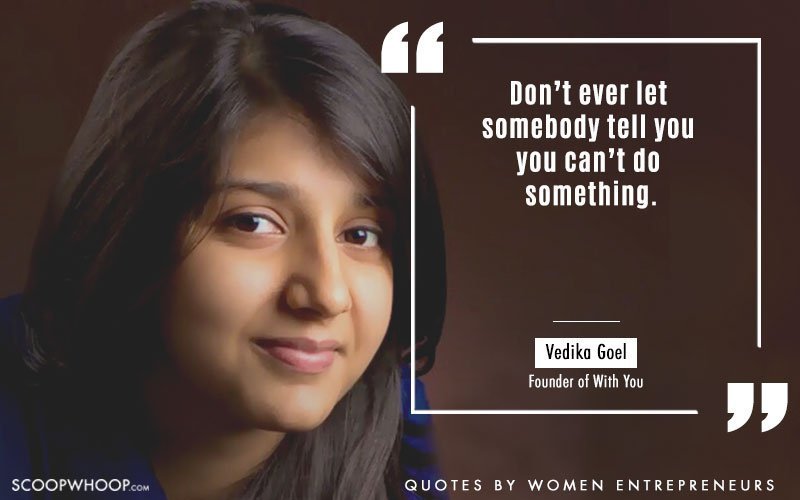 Don’t ever let
somebody tell you
you can’t do
something.
Vedika Goel
Founder of With You
SCOOPWHOOP.COM
QUOTES BY WOMEN ENTREPRENEURS